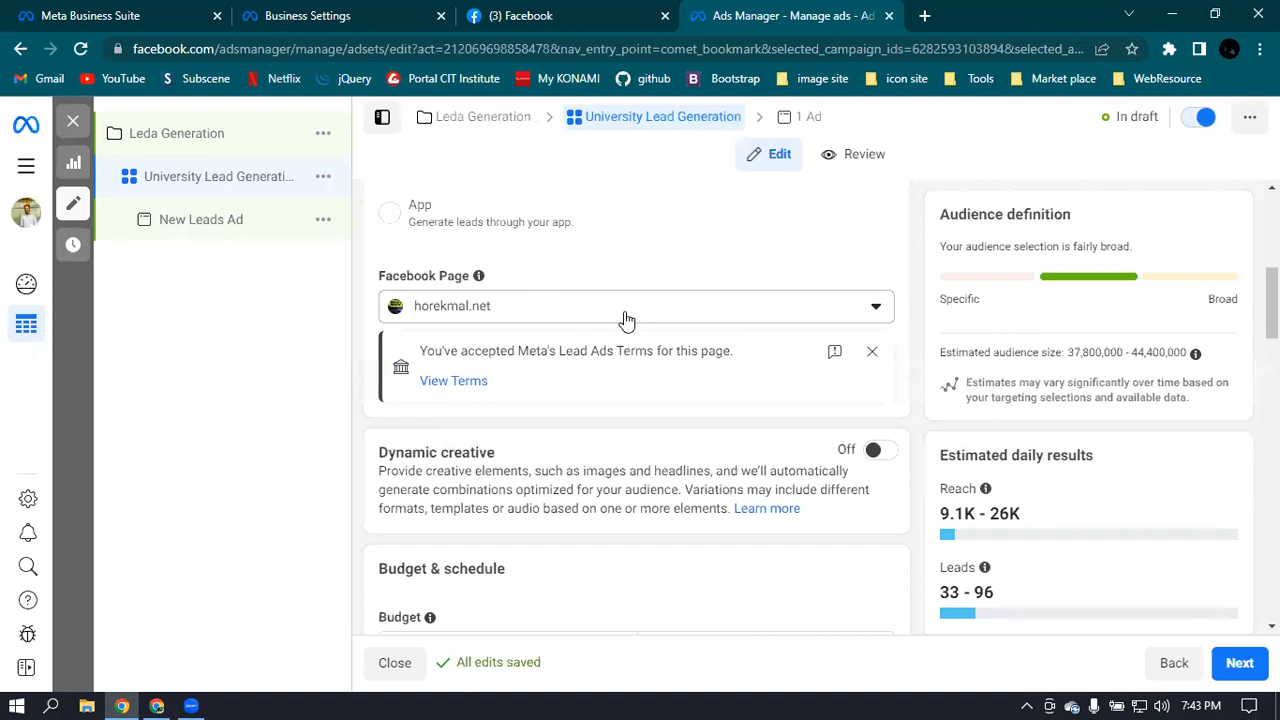 Meta Business Suite
Business Settings
(3) Facebook
Ads Manager - Manage ads - Ad
facebook.com/adsmanager/manage/adsets/edit?act=212069698858478&nav_entry_point=comet_bookmark&selected_campaign_ids=6282593103894&selected_a...
Gmail
YouTube
Subscene
Netflix
jQuery
Portal CIT Institute
My KONAMI
github
Bootstrap
image site
icon site
Tools
Market place
WebResource
Leda Generation
University Lead Generati...
New Leads Ad
Leda Generation
University Lead Generation
1 Ad
In draft
Edit
Review
App
Generate leads through your app.
Facebook Page
horekmal.net
You've accepted Meta's Lead Ads Terms for this page.
View Terms
Dynamic creative
Off
Provide creative elements, such as images and headlines, and we'll automatically
generate combinations optimized for your audience. Variations may include different
formats, templates or audio based on one or more elements. Learn more
Budget & schedule
Budget
Audience definition
Your audience selection is fairly broad.
Specific
Broad
Estimated audience size: 37,800,000 - 44,400,000
Estimates may vary significantly over time based on
your targeting selections and available data.
Estimated daily results
Reach
9.1K - 26K
Leads
33 - 96
Close
All edits saved
Back
Next
7:43 PM